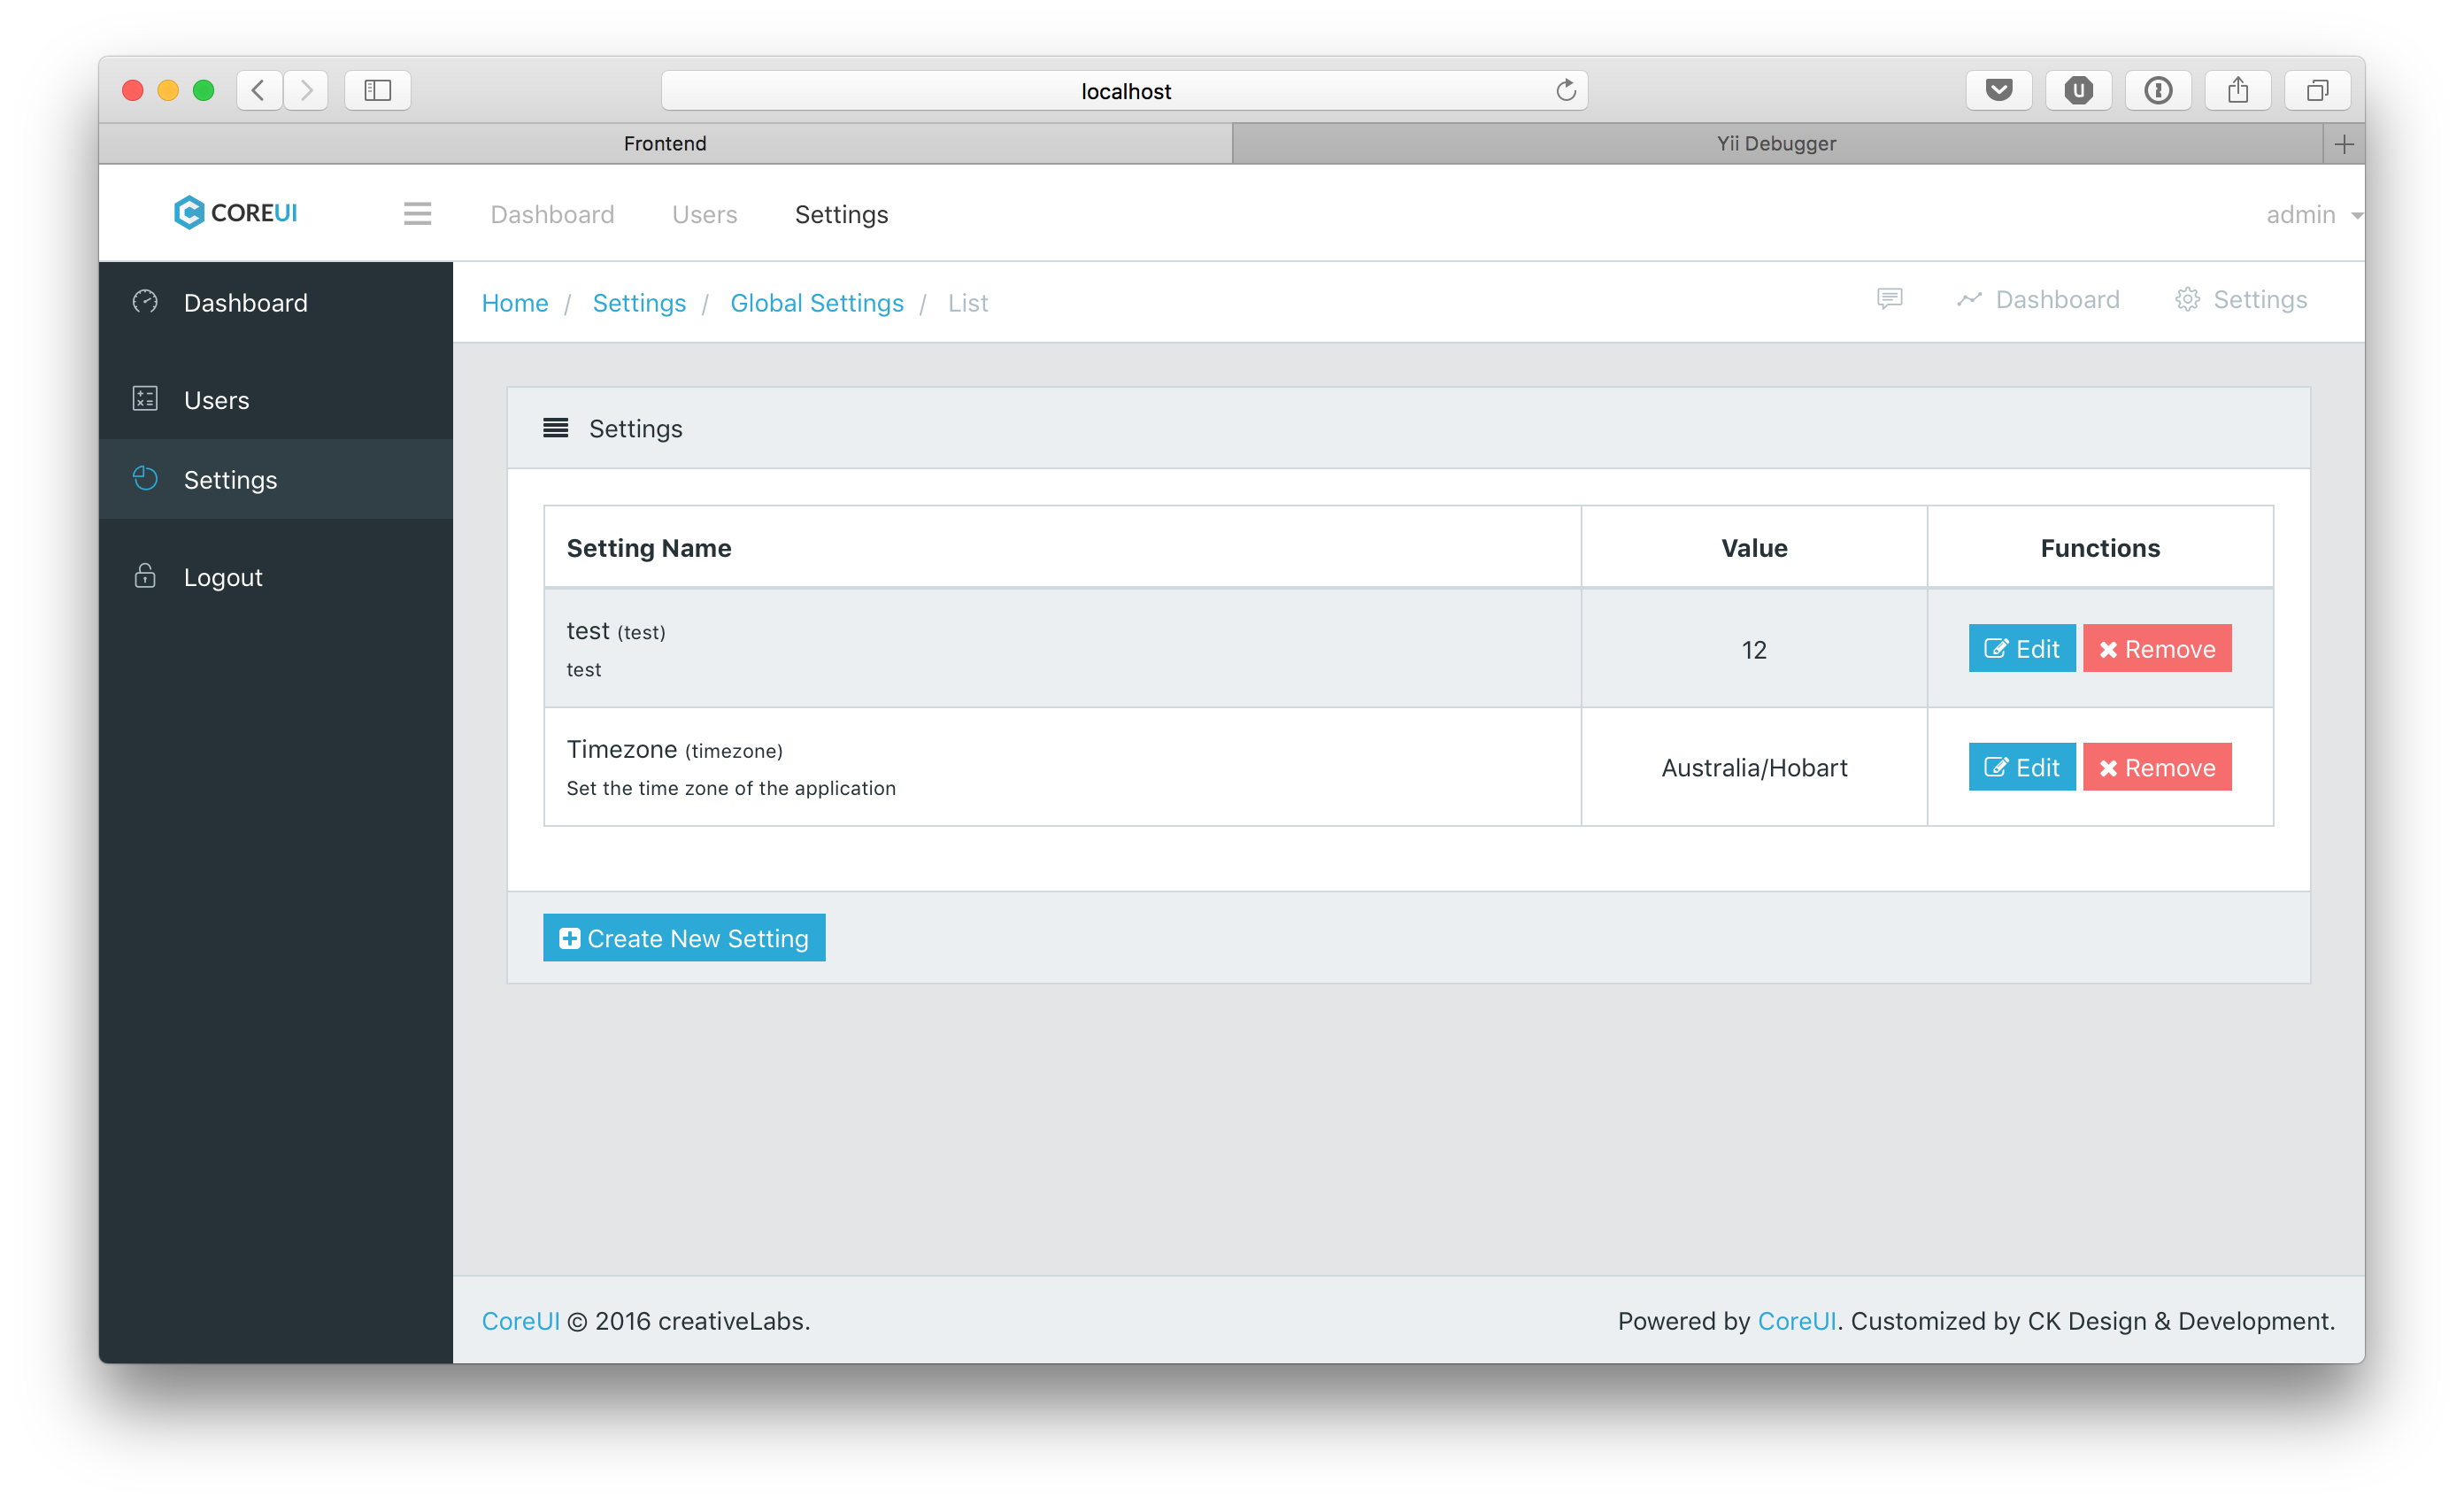 localhost
Frontend
Yii Debugger
COREUI
Dashboard Users Settings
admin
Dashboard
Users
Settings
Logout
Home / Settings / Global Settings / List
Dashboard Settings
Settings
Setting Name Value Functions
test (test)
test
12
Edit Remove
Timezone (timezone)
Set the time zone of the application
Australia/Hobart
Edit Remove
Create New Setting
CoreUI © 2016 creativeLabs.
Powered by CoreUI. Customized by CK Design & Development.